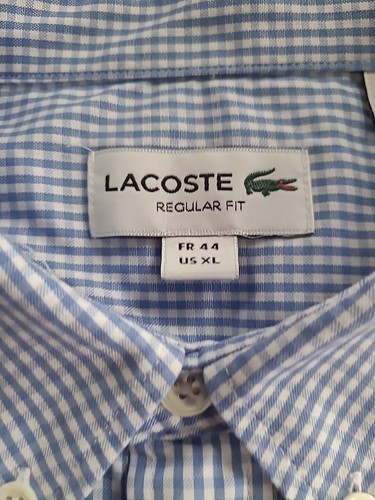 LACOSTE
REGULAR FIT
FR 44
US XL